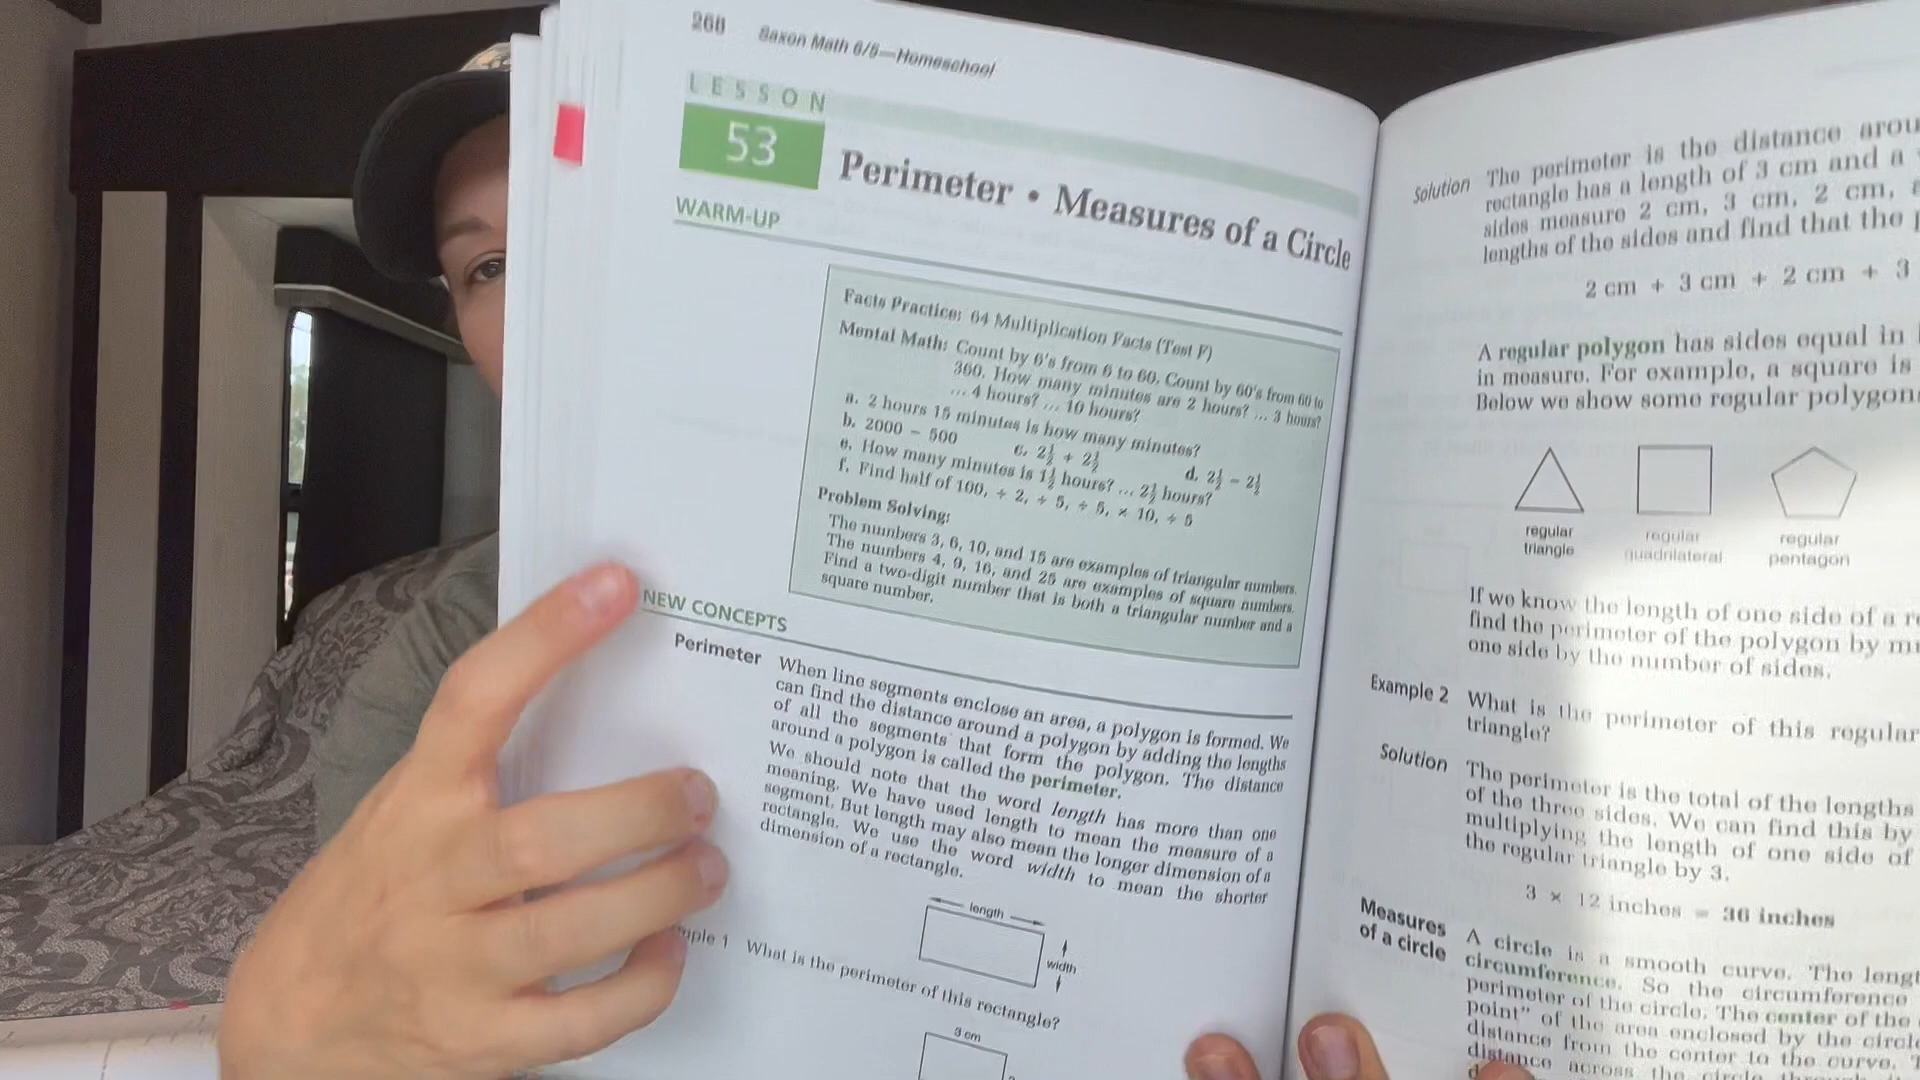 268 Saxon Math 6/5—Homeschool
LESSON
53
Perimeter • Measures of a Circle
WARM-UP
Facts Practice: 64 Multiplication Facts (Test F)
Mental Math: Count by 6's from 6 to 60. Count by 60's from 60 to
360. How many minutes are 2 hours? ... 3 hours?
... 4 hours? ... 10 hours?
a. 2 hours 15 minutes is how many minutes?
b. 2000 − 500 c. 2½ + 2½ d. 2½ − 2½
e. How many minutes is 1½ hours? ... 2½ hours?
f. Find half of 100, ÷ 2, ÷ 5, ÷ 5, × 10, ÷ 5
Problem Solving:
The numbers 3, 6, 10, and 15 are examples of triangular numbers.
The numbers 4, 9, 16, and 25 are examples of square numbers.
Find a two-digit number that is both a triangular number and a
square number.
NEW CONCEPTS
Perimeter When line segments enclose an area, a polygon is formed. We
can find the distance around a polygon by adding the lengths
of all the segments that form the polygon. The distance
around a polygon is called the perimeter.
We should note that the word length has more than one
meaning. We have used length to mean the measure of a
segment. But length may also mean the longer dimension of a
rectangle. We use the word width to mean the shorter
dimension of a rectangle.
length
width
mple 1 What is the perimeter of this rectangle?
3 cm
Solution The perimeter is the distance arou
rectangle has a length of 3 cm and a
sides measure 2 cm, 3 cm, 2 cm,
lengths of the sides and find that the
2 cm + 3 cm + 2 cm + 3
A regular polygon has sides equal in
in measure. For example, a square is
Below we show some regular polygon
regular
triangle
regular
quadrilateral
regular
pentagon
If we know the length of one side of a re
find the perimeter of the polygon by mu
one side by the number of sides.
Example 2 What is the perimeter of this regular
triangle?
Solution The perimeter is the total of the lengths
of the three sides. We can find this by
multiplying the length of one side of
the regular triangle by 3.
3 × 12 inches = 36 inches
Measures
of a circle
A circle is a smooth curve. The lengt
circumference. So the circumference
perimeter of the circle. The center of the
point" of the area enclosed by the circle
distance from the center to the curve.
distance across the circle